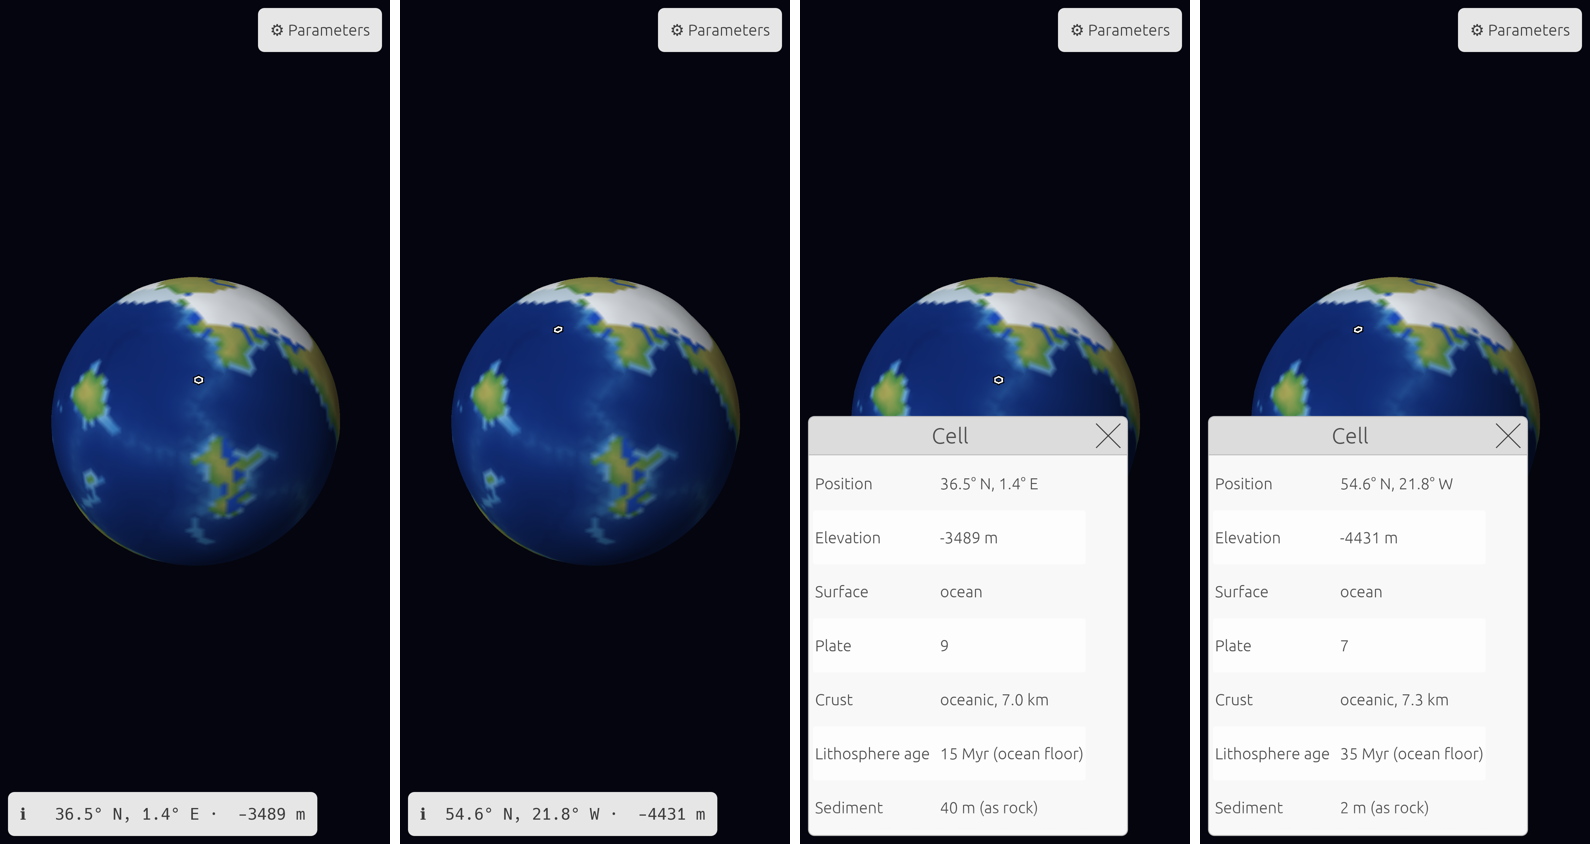 ⚙ Parameters
ℹ 36.5° N, 1.4° E · -3489 m
⚙ Parameters
ℹ 54.6° N, 21.8° W · -4431 m
⚙ Parameters
Cell
Position 36.5° N, 1.4° E
Elevation -3489 m
Surface ocean
Plate 9
Crust oceanic, 7.0 km
Lithosphere age 15 Myr (ocean floor)
Sediment 40 m (as rock)
⚙ Parameters
Cell
Position 54.6° N, 21.8° W
Elevation -4431 m
Surface ocean
Plate 7
Crust oceanic, 7.3 km
Lithosphere age 35 Myr (ocean floor)
Sediment 2 m (as rock)